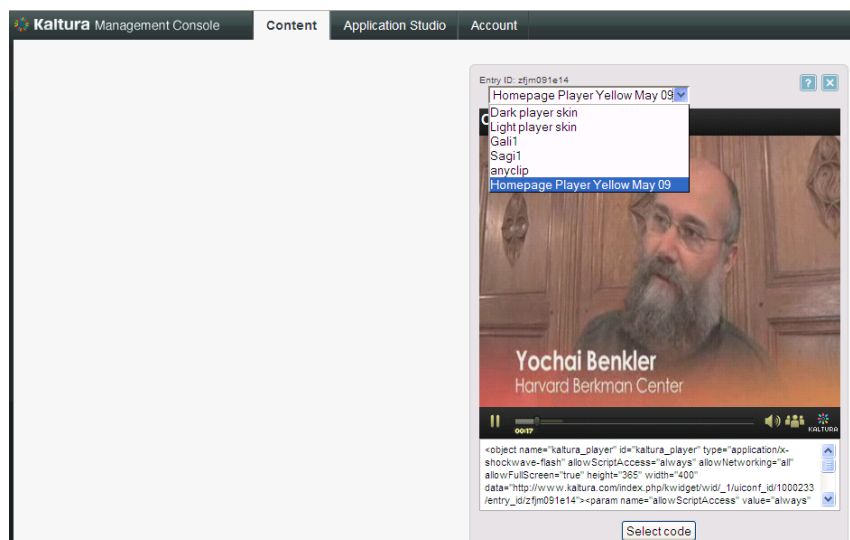 Kaltura Management Console
Content
Application Studio
Account
Entry ID: zfjm091e14
Homepage Player Yellow May 09
Dark player skin
Light player skin
Gali1
Sagi1
anyclip
Homepage Player Yellow May 09
Yochai Benkler
Harvard Berkman Center
00:17
KALTURA
<object name="kaltura_player" id="kaltura_player" type="application/x-
shockwave-flash" allowScriptAccess="always" allowNetworking="all"
allowFullScreen="true" height="365" width="400"
data="http://www.kaltura.com/index.php/kwidget/wid/_1/uiconf_id/1000233
/entry_id/zfjm091e14"><param name="allowScriptAccess" value="always"
Select code